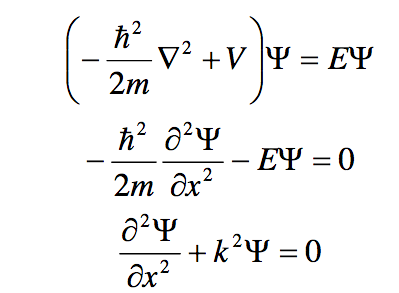 (-ℏ²/2m ∇² + V)Ψ = EΨ
-ℏ²/2m ∂²Ψ/∂x² - EΨ = 0
∂²Ψ/∂x² + k²Ψ = 0